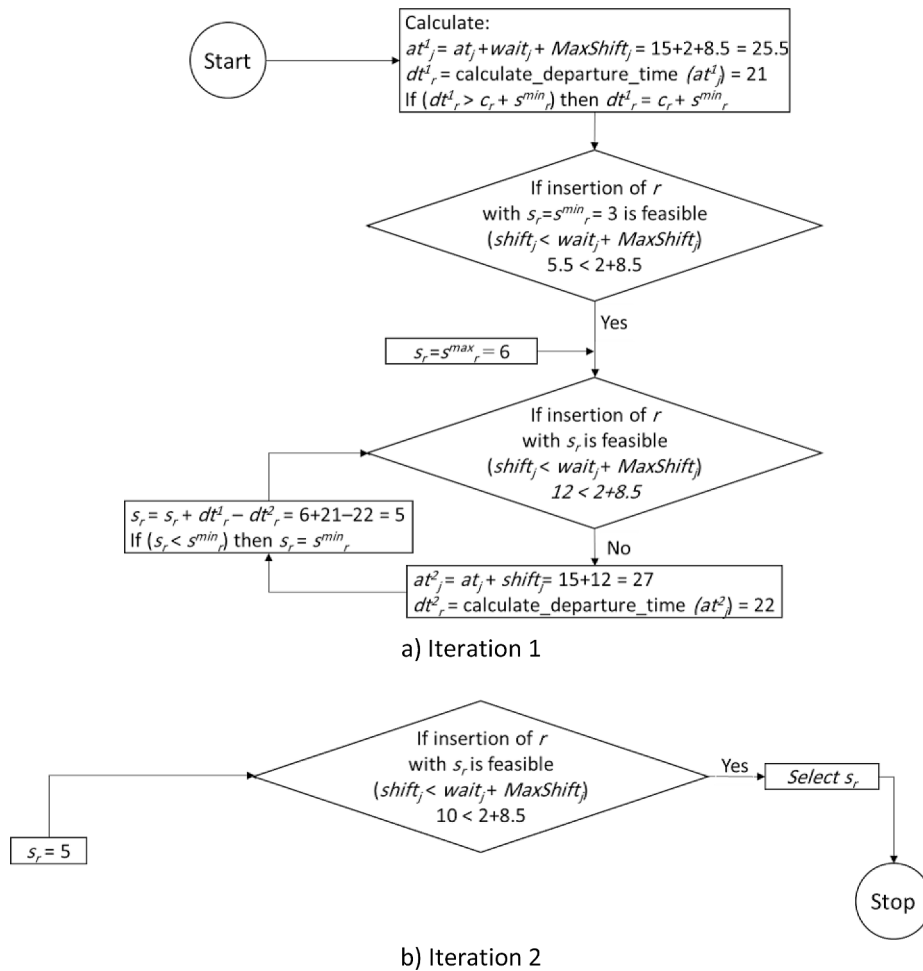 Start
Calculate:
at¹ⱼ= atⱼ+waitⱼ+ MaxShiftⱼ= 15+2+8.5 = 25.5
dt¹ᵣ= calculate_departure_time (at¹ⱼ) = 21
If (dt¹ᵣ> cᵣ+ sᵐⁱⁿᵣ) then dt¹ᵣ= cᵣ+ sᵐⁱⁿᵣ
If insertion of r
with sᵣ=sᵐⁱⁿᵣ= 3 is feasible
(shiftⱼ< waitⱼ+ MaxShiftⱼ)
5.5 < 2+8.5
Yes
sᵣ=sᵐᵃˣᵣ= 6
If insertion of r
with sᵣ is feasible
(shiftⱼ< waitⱼ+ MaxShiftⱼ)
12 < 2+8.5
sᵣ= sᵣ+ dt¹ᵣ– dt²ᵣ= 6+21–22 = 5
If (sᵣ< sᵐⁱⁿᵣ) then sᵣ= sᵐⁱⁿᵣ
No
at²ⱼ= atⱼ+ shiftⱼ= 15+12 = 27
dt²ᵣ= calculate_departure_time (at²ⱼ) = 22
a) Iteration 1
If insertion of r
with sᵣ is feasible
(shiftⱼ< waitⱼ+ MaxShiftⱼ)
10 < 2+8.5
Yes
Select sᵣ
sᵣ= 5
Stop
b) Iteration 2